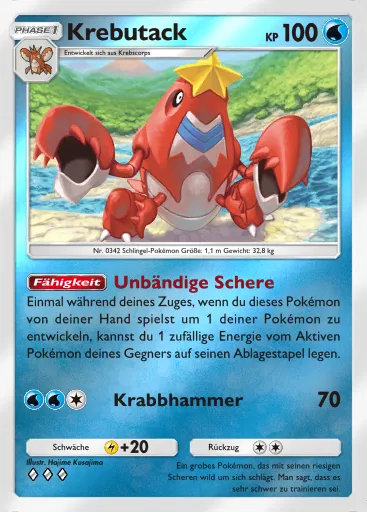 PHASE 1
Krebutack
KP 100
Entwickelt sich aus Krebscorps
Nr. 0342 Schlingel-Pokémon Größe: 1,1 m Gewicht: 32,8 kg
Fähigkeit Unbändige Schere
Einmal während deines Zuges, wenn du dieses Pokémon
von deiner Hand spielst um 1 deiner Pokémon zu
entwickeln, kannst du 1 zufällige Energie vom Aktiven
Pokémon deines Gegners auf seinen Ablagestapel legen.
Krabbhammer 70
Schwäche +20 Rückzug
Illustr. Hajime Kusajima
Ein grobes Pokémon, das mit seinen riesigen
Scheren wild um sich schlägt. Man sagt, dass es
sehr schwer zu trainieren sei.